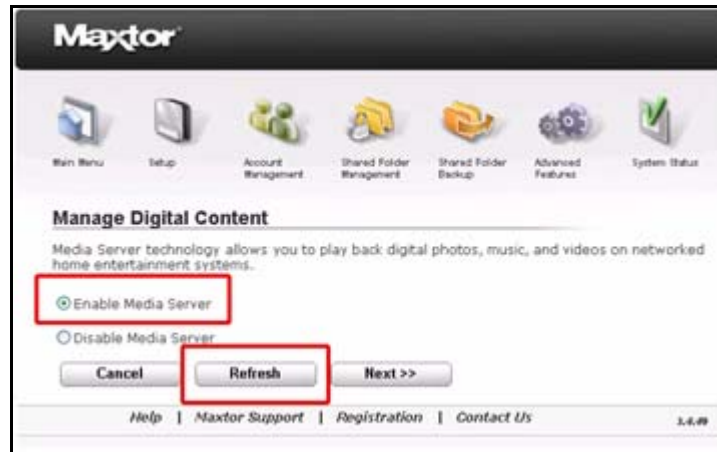 Maxtor
Main Menu
Setup
Account Management
Shared Folder Management
Shared Folder Backup
Advanced Features
System Status
Manage Digital Content
Media Server technology allows you to play back digital photos, music, and videos on networked
home entertainment systems.
Enable Media Server
Disable Media Server
Cancel Refresh Next >>
Help | Maxtor Support | Registration | Contact Us